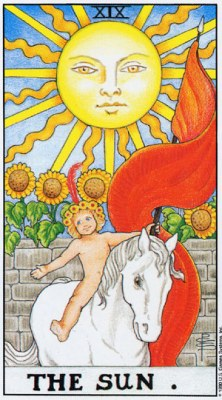 XIX
THE SUN .